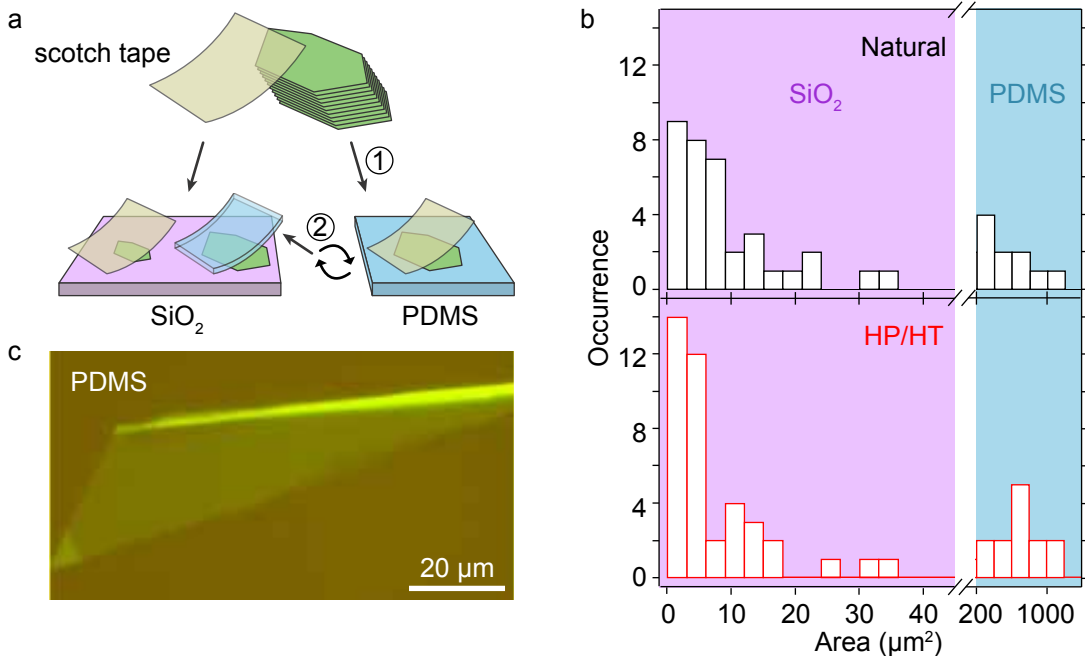 a
scotch tape
①
②
SiO₂
PDMS
c
PDMS
20 µm
b
Natural
SiO₂
PDMS
12
8
4
0
HP/HT
12
8
4
0
Occurrence
0 10 20 30 40 200 1000
Area (µm²)